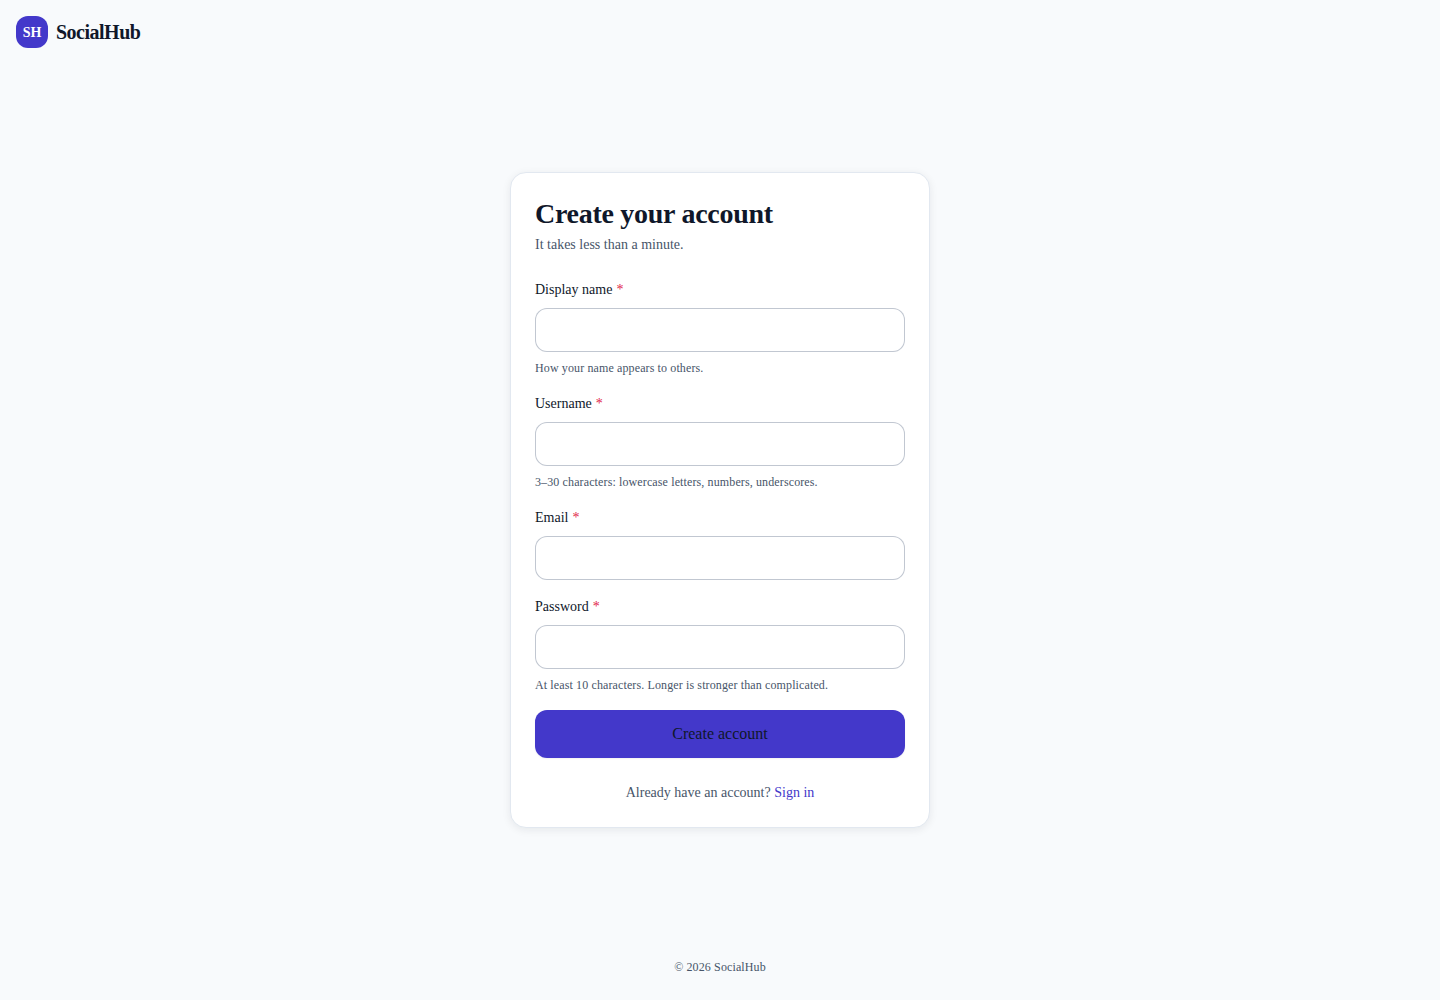 SH SocialHub
Create your account
It takes less than a minute.
Display name *
How your name appears to others.
Username *
3–30 characters: lowercase letters, numbers, underscores.
Email *
Password *
At least 10 characters. Longer is stronger than complicated.
Create account
Already have an account? Sign in
© 2026 SocialHub